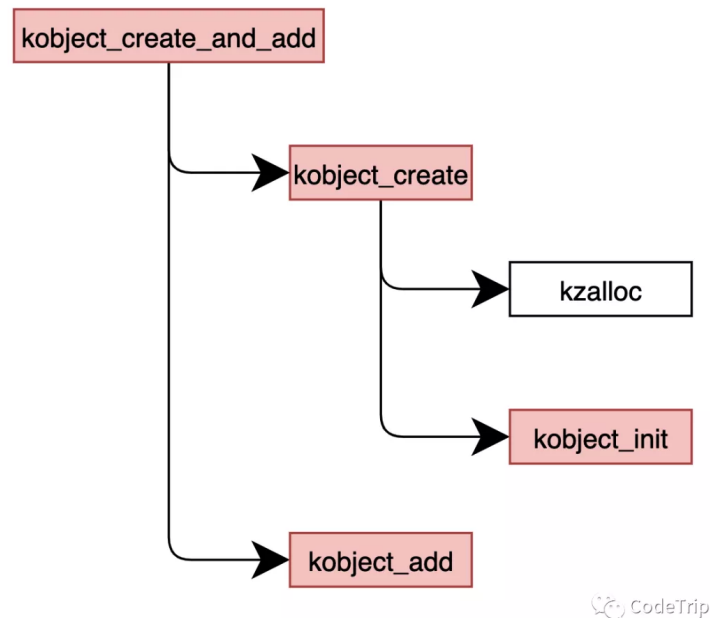 kobject_create_and_add
kobject_create
kzalloc
kobject_init
kobject_add
CodeTrip